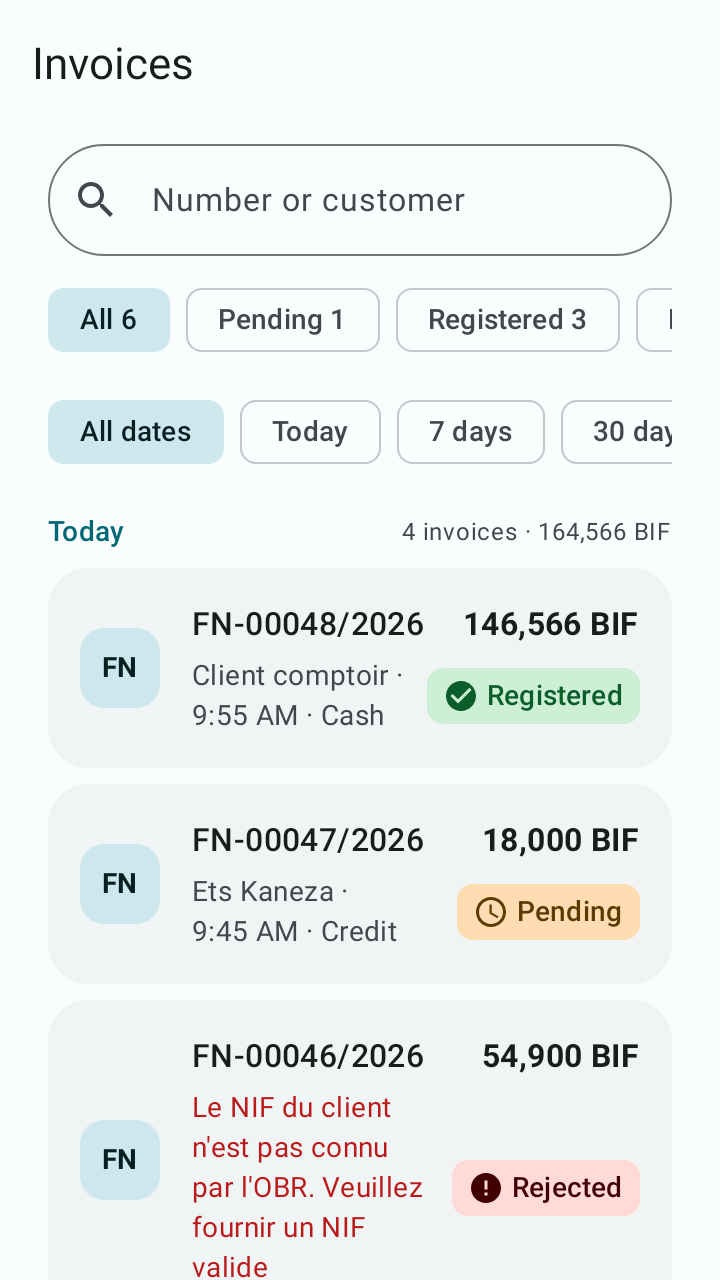 Invoices
Number or customer
All 6
Pending 1
Registered 3
All dates
Today
7 days
30 day
Today
4 invoices · 164,566 BIF
FN
FN-00048/2026
146,566 BIF
Client comptoir ·
9:55 AM · Cash
Registered
FN
FN-00047/2026
18,000 BIF
Ets Kaneza ·
9:45 AM · Credit
Pending
FN
FN-00046/2026
54,900 BIF
Le NIF du client
n'est pas connu
par l'OBR. Veuillez
fournir un NIF
valide
Rejected